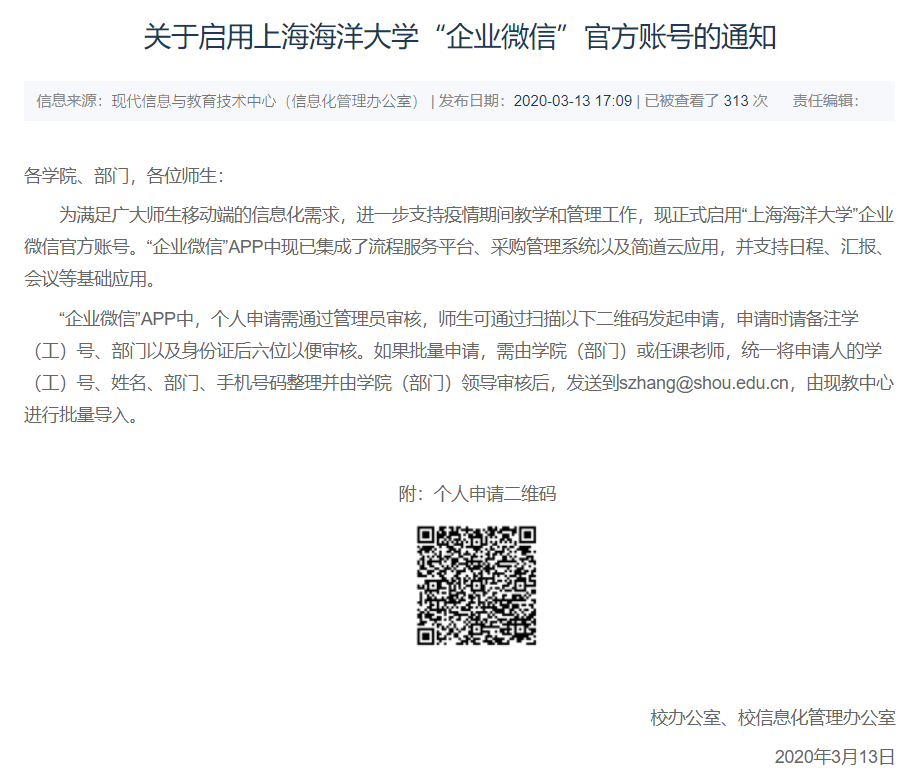 关于启用上海海洋大学“企业微信”官方账号的通知
信息来源：现代信息与教育技术中心（信息化管理办公室） | 发布日期：2020-03-13 17:09 | 已被查看了 313 次 责任编辑：
各学院、部门，各位师生：
为满足广大师生移动端的信息化需求，进一步支持疫情期间教学和管理工作，现正式启用“上海海洋大学”企业
微信官方账号。“企业微信”APP中现已集成了流程服务平台、采购管理系统以及简道云应用，并支持日程、汇报、
会议等基础应用。
“企业微信”APP中，个人申请需通过管理员审核，师生可通过扫描以下二维码发起申请，申请时请备注学
（工）号、部门以及身份证后六位以便审核。如果批量申请，需由学院（部门）或任课老师，统一将申请人的学
（工）号、姓名、部门、手机号码整理并由学院（部门）领导审核后，发送到szhang@shou.edu.cn，由现教中心
进行批量导入。
附：个人申请二维码
校办公室、校信息化管理办公室
2020年3月13日